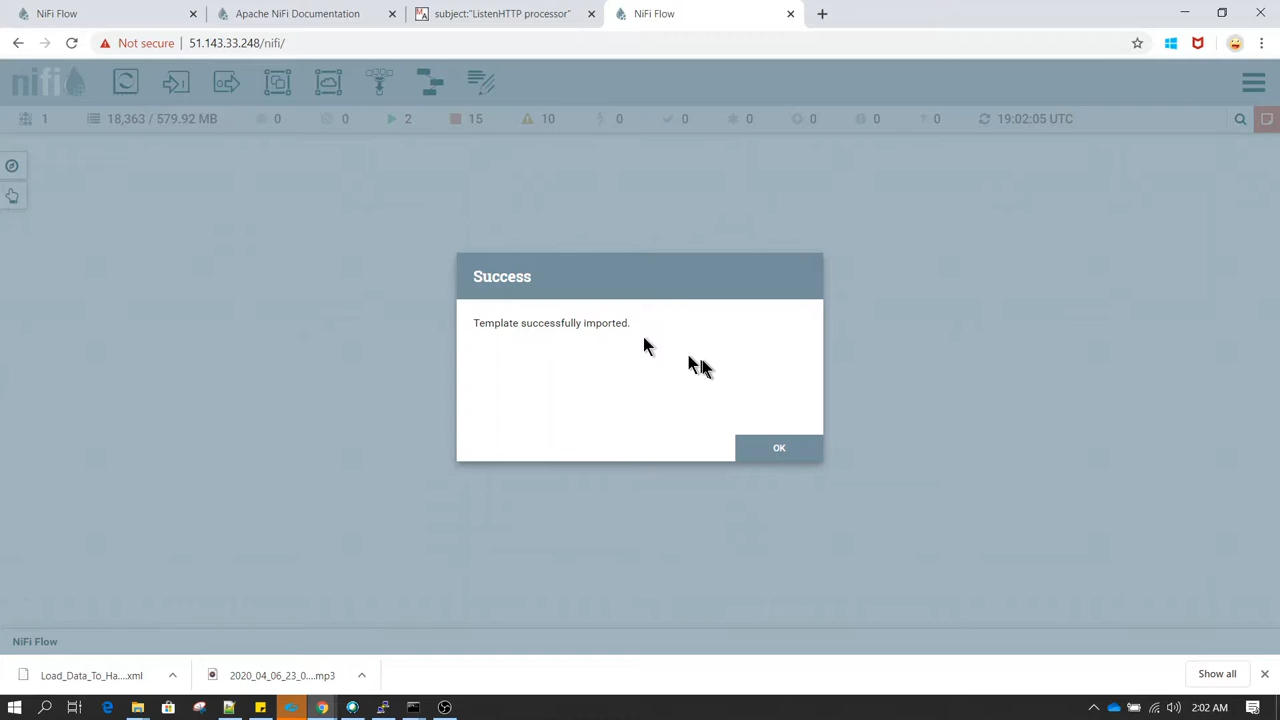 NiFi Flow
Apache NiFi Documentation
subject:"ListenHTTP processor"
NiFi Flow
Not secure
51.143.33.248/nifi/
nifi
1
18,363 / 579.92 MB
0
0
2
15
10
0
0
0
0
0
0
19:02:05 UTC
Success
Template successfully imported.
OK
NiFi Flow
Load_Data_To_Ha....xml
2020_04_06_23_0....mp3
Show all
2:02 AM